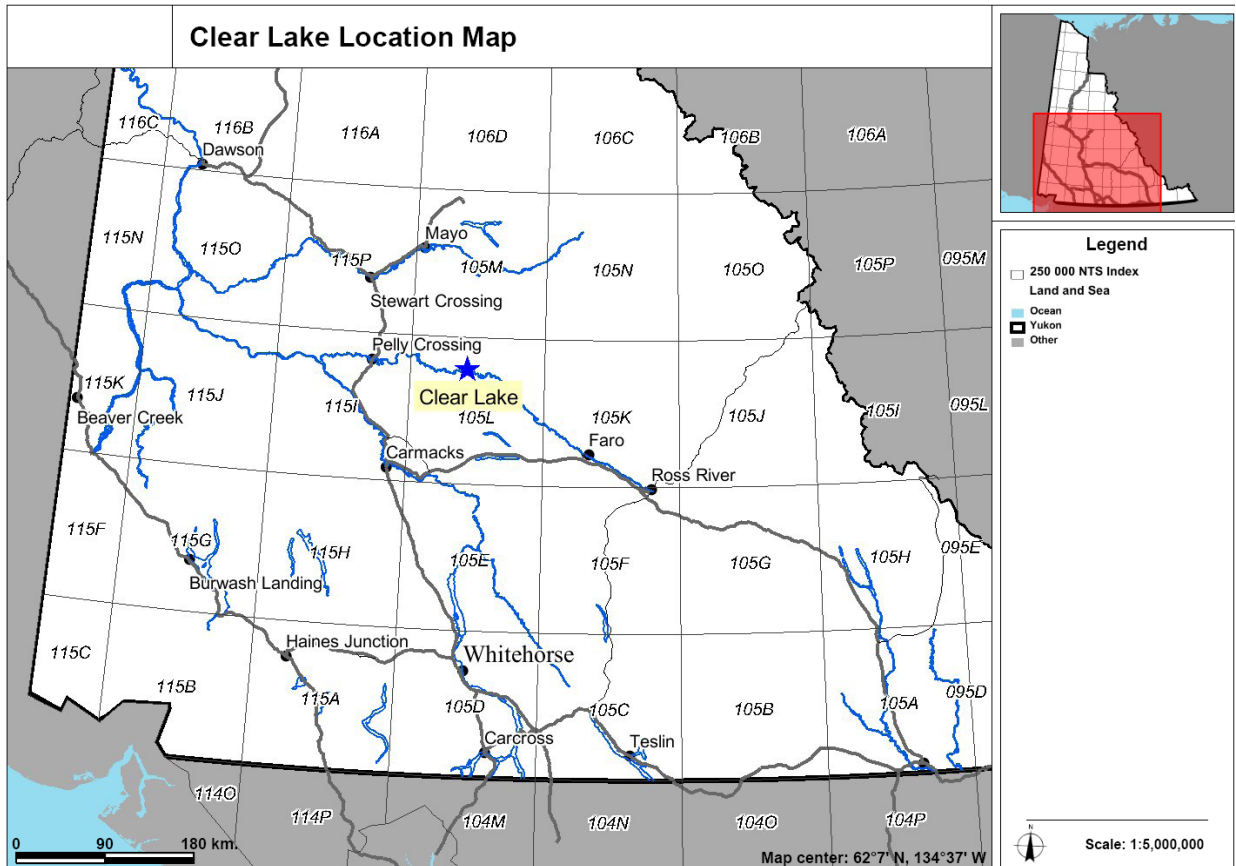 Clear Lake Location Map
116C
116B
116A
106D
106C
106B
106A
Dawson
115N
115O
115P
Mayo
105M
105N
105O
105P
095M
Stewart Crossing
Pelly Crossing
115K
115J
115I
Clear Lake
105L
105K
105J
105I
095L
Beaver Creek
Carmacks
Faro
Ross River
115F
115G
115H
105E
105F
105G
105H
095E
Burwash Landing
Haines Junction
Whitehorse
115C
115B
115A
105D
105C
105B
105A
095D
Carcross
Teslin
114O
114P
104M
104N
104O
104P
0 90 180 km.
Map center: 62°7' N, 134°37' W
Legend
250 000 NTS Index
Land and Sea
Ocean
Yukon
Other
N
Scale: 1:5,000,000